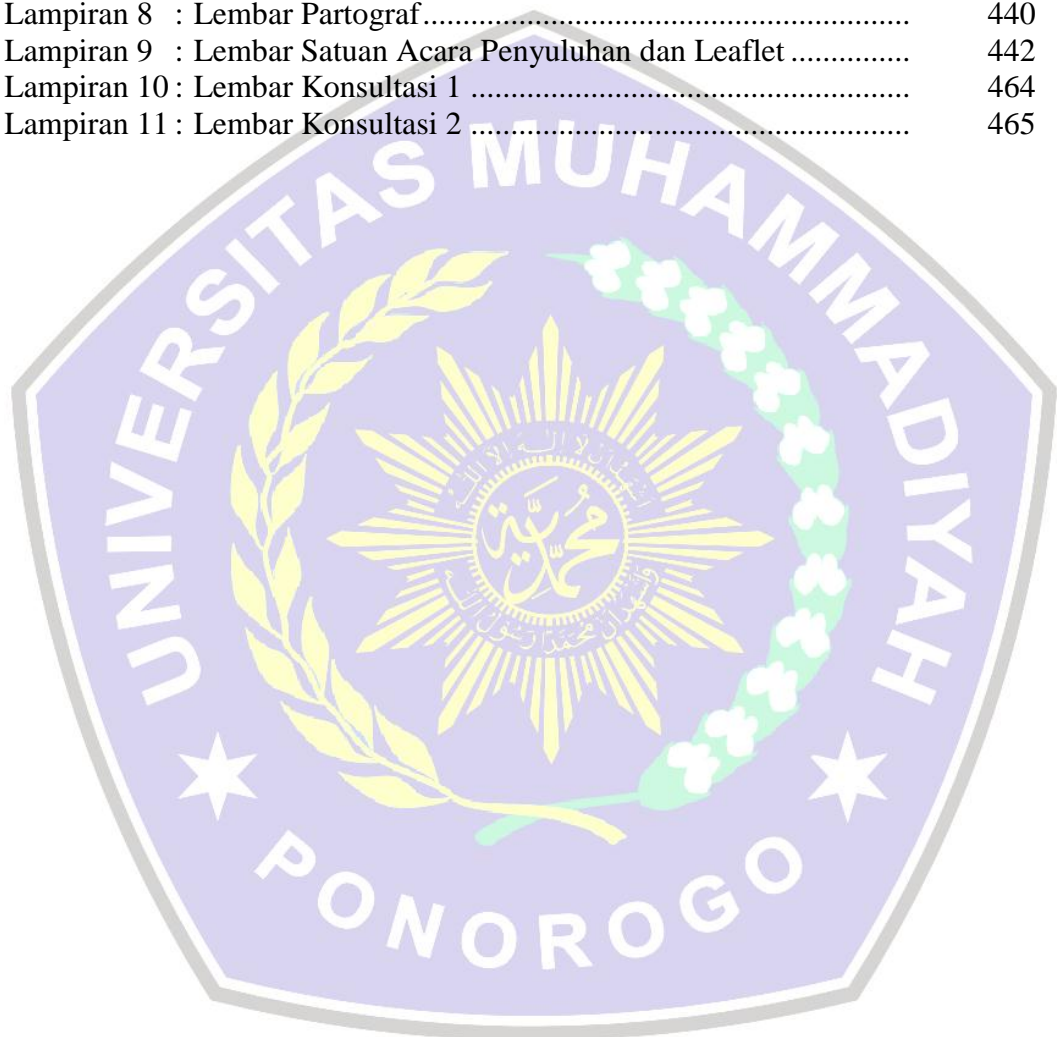 Lampiran 8 : Lembar Partograf............................................................ 440
Lampiran 9 : Lembar Satuan Acara Penyuluhan dan Leaflet ............... 442
Lampiran 10 : Lembar Konsultasi 1 ...................................................... 464
Lampiran 11 : Lembar Konsultasi 2 ...................................................... 465
UNIVERSITAS MUHAMMADIYAH
محمدية
PONOROGO